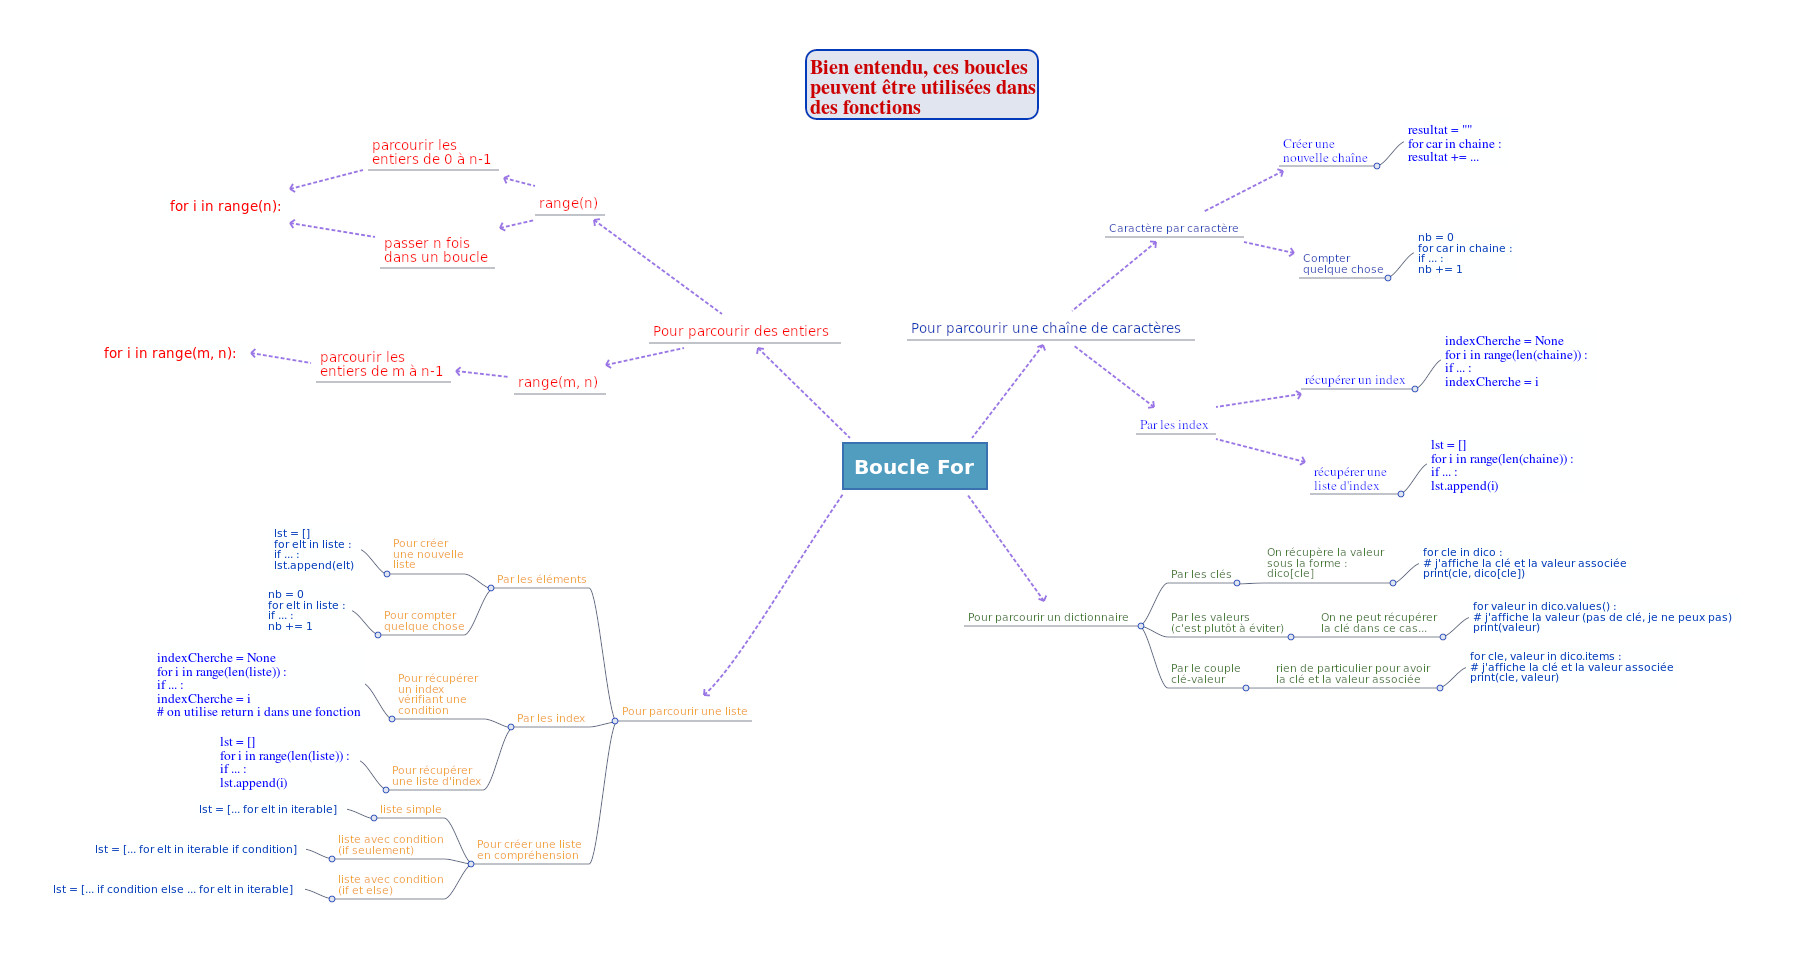 Bien entendu, ces boucles
peuvent être utilisées dans
des fonctions
Boucle For
Pour parcourir des entiers
range(n)
parcourir les
entiers de 0 à n-1
passer n fois
dans un boucle
for i in range(n):
range(m, n)
parcourir les
entiers de m à n-1
for i in range(m, n):
Pour parcourir une chaîne de caractères
Caractère par caractère
Créer une
nouvelle chaîne
resultat = ""
for car in chaine :
resultat += ...
Compter
quelque chose
nb = 0
for car in chaine :
if ... :
nb += 1
Par les index
récupérer un index
indexCherche = None
for i in range(len(chaine)) :
if ... :
indexCherche = i
récupérer une
liste d'index
lst = []
for i in range(len(chaine)) :
if ... :
lst.append(i)
Pour parcourir un dictionnaire
Par les clés
On récupère la valeur
sous la forme :
dico[cle]
for cle in dico :
# j'affiche la clé et la valeur associée
print(cle, dico[cle])
Par les valeurs
(c'est plutôt à éviter)
On ne peut récupérer
la clé dans ce cas...
for valeur in dico.values() :
# j'affiche la valeur (pas de clé, je ne peux pas)
print(valeur)
Par le couple
clé-valeur
rien de particulier pour avoir
la clé et la valeur associée
for cle, valeur in dico.items :
# j'affiche la clé et la valeur associée
print(cle, valeur)
Pour parcourir une liste
Par les éléments
Pour créer
une nouvelle
liste
lst = []
for elt in liste :
if ... :
lst.append(elt)
Pour compter
quelque chose
nb = 0
for elt in liste :
if ... :
nb += 1
Par les index
Pour récupérer
un index
vérifiant une
condition
indexCherche = None
for i in range(len(liste)) :
if ... :
indexCherche = i
# on utilise return i dans une fonction
Pour récupérer
une liste d'index
lst = []
for i in range(len(liste)) :
if ... :
lst.append(i)
Pour créer une liste
en compréhension
liste simple
lst = [... for elt in iterable]
liste avec condition
(if seulement)
lst = [... for elt in iterable if condition]
liste avec condition
(if et else)
lst = [... if condition else ... for elt in iterable]